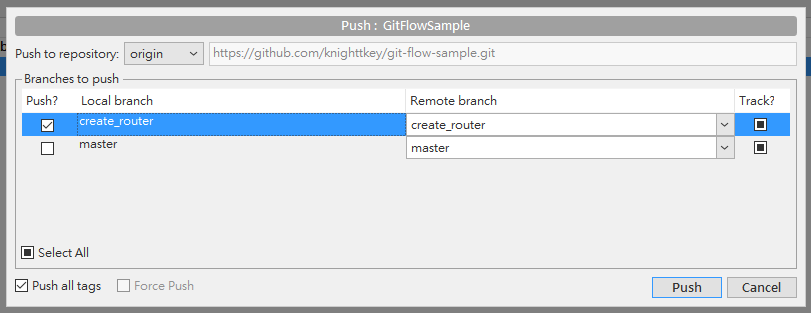 Push : GitFlowSample
Push to repository: origin https://github.com/knighttkey/git-flow-sample.git
Branches to push
Push? Local branch Remote branch Track?
create_router create_router
master master
Select All
Push all tags Force Push Push Cancel